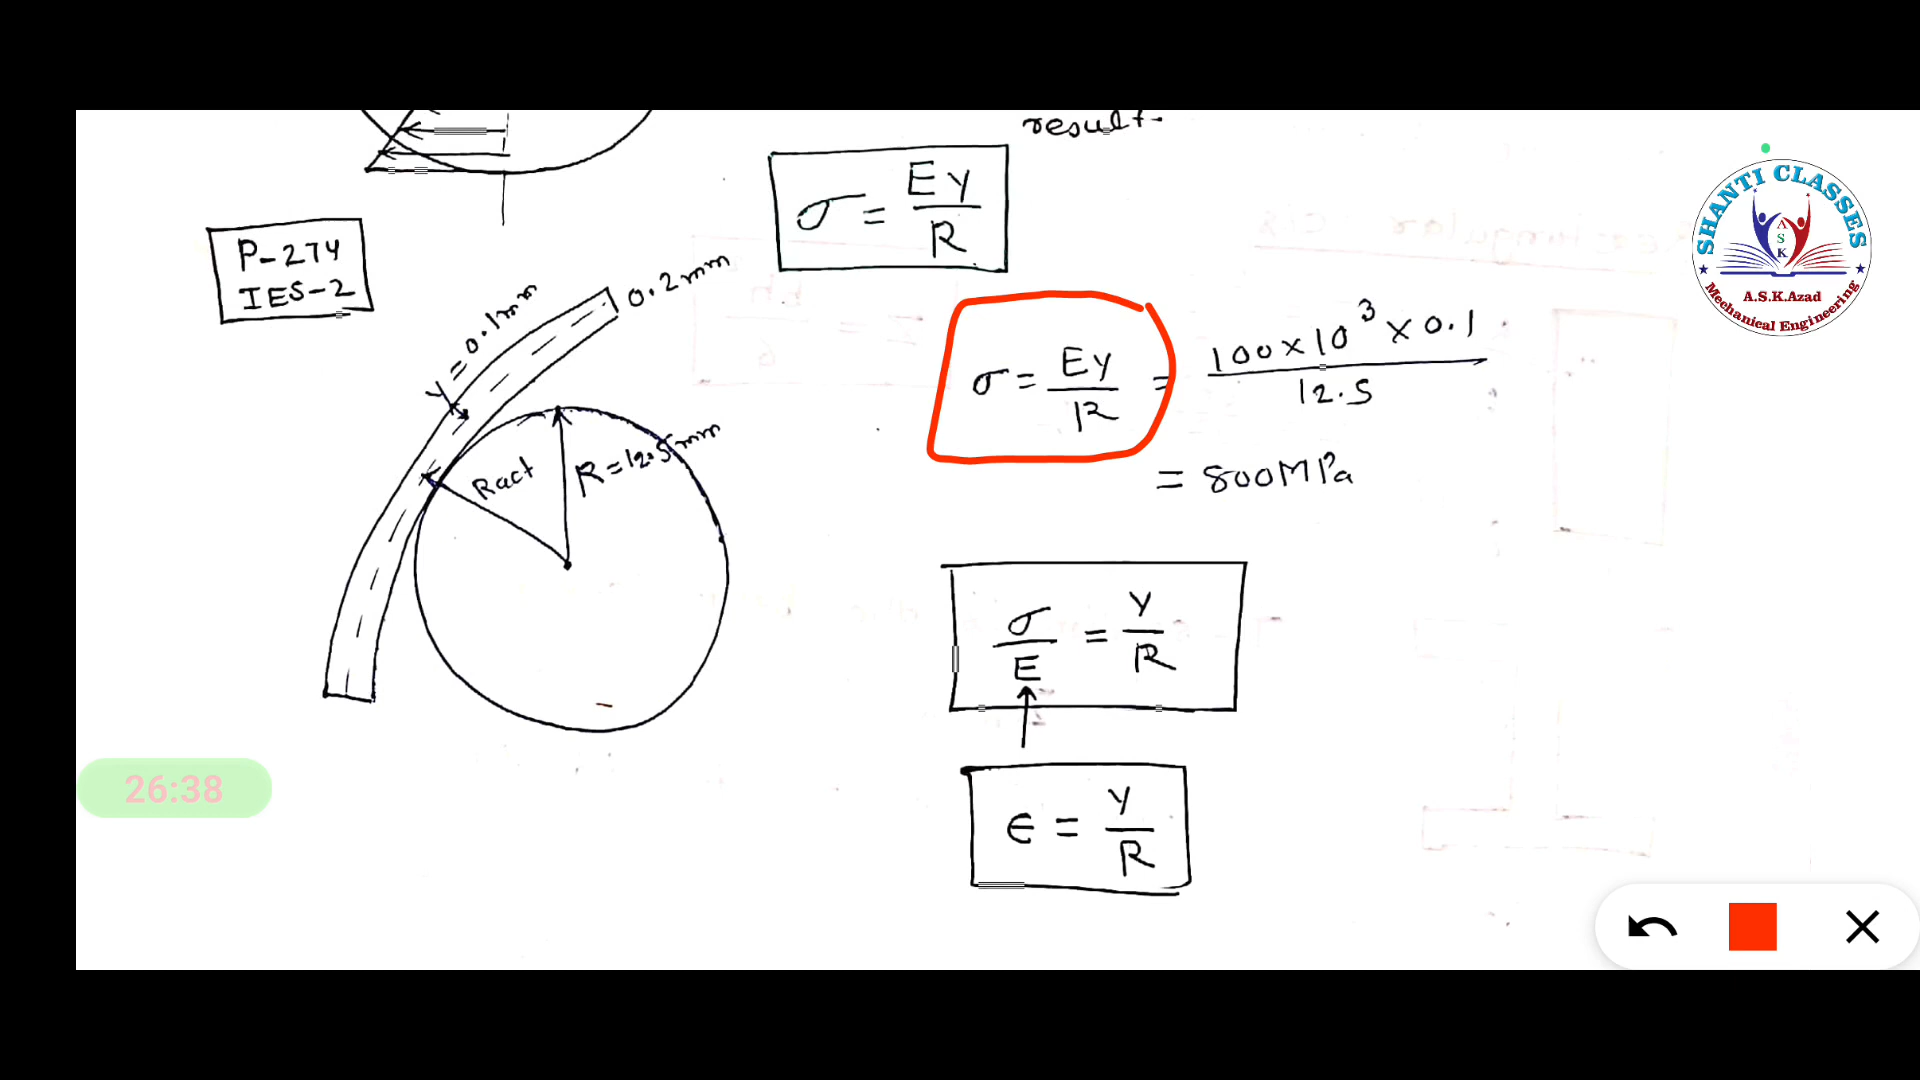 result.
σ = Ey/R
P-274
IES-2
y = 0.1mm
0.2mm
σ = Ey/R = 100×10³×0.1/12.5
= 800MPa
Ract
R=12.5mm
σ/E = y/R
ϵ = y/R
SHANTI CLASSES
A
S
K
A.S.K.Azad
Mechanical Engineering
26:38